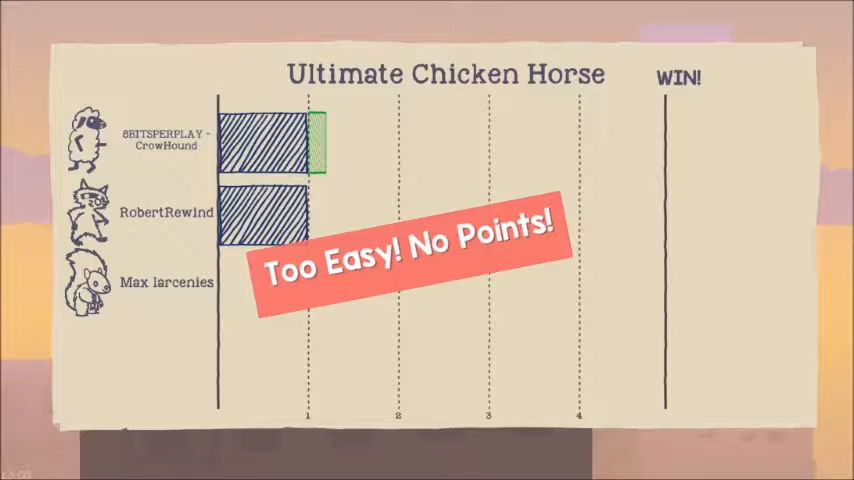 Ultimate Chicken Horse
WIN!
8BITSPERPLAY -
CrowHound
RobertRewind
Too Easy! No Points!
Max larcenies
1 2 3 4